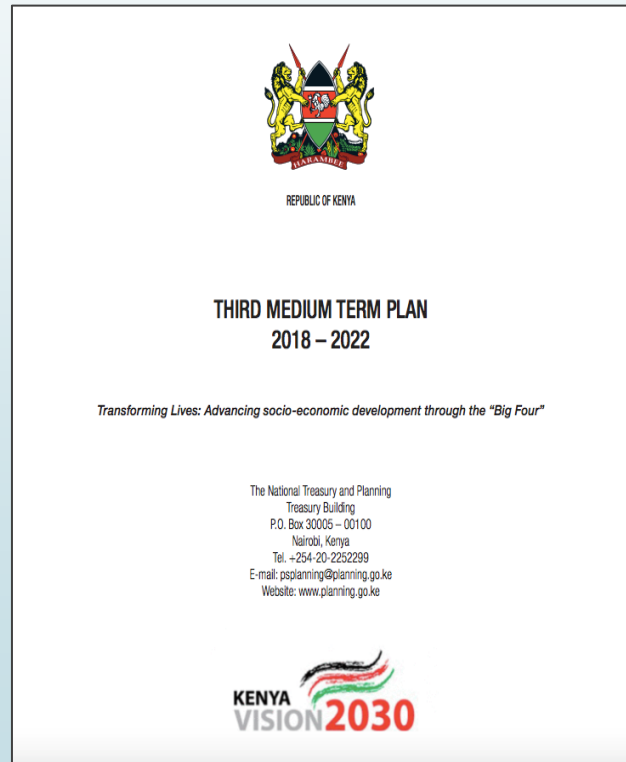 HARAMBEE
REPUBLIC OF KENYA
THIRD MEDIUM TERM PLAN
2018 – 2022
Transforming Lives: Advancing socio-economic development through the “Big Four”
The National Treasury and Planning
Treasury Building
P.O. Box 30005 – 00100
Nairobi, Kenya
Tel. +254-20-2252299
E-mail: psplanning@planning.go.ke
Website: www.planning.go.ke
KENYA
VISION 2030